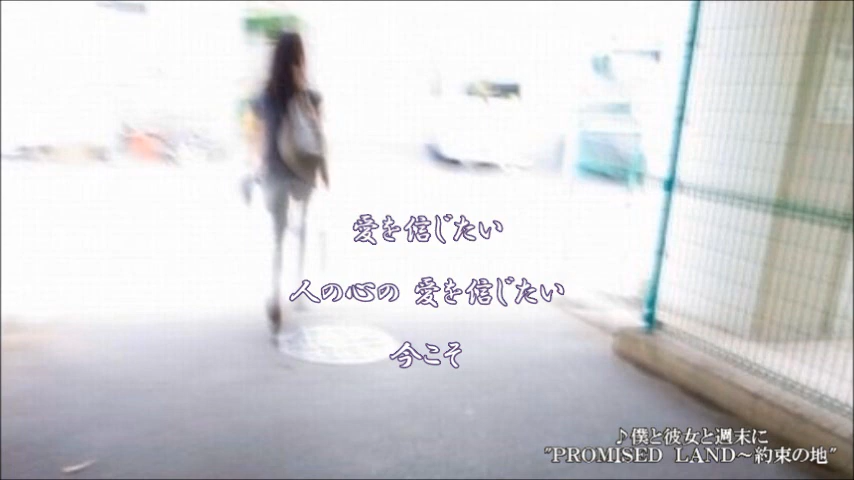 愛を信じたい
人の心の 愛を信じたい
今こそ
♪僕と彼女と週末に
"PROMISED LAND～約束の地"